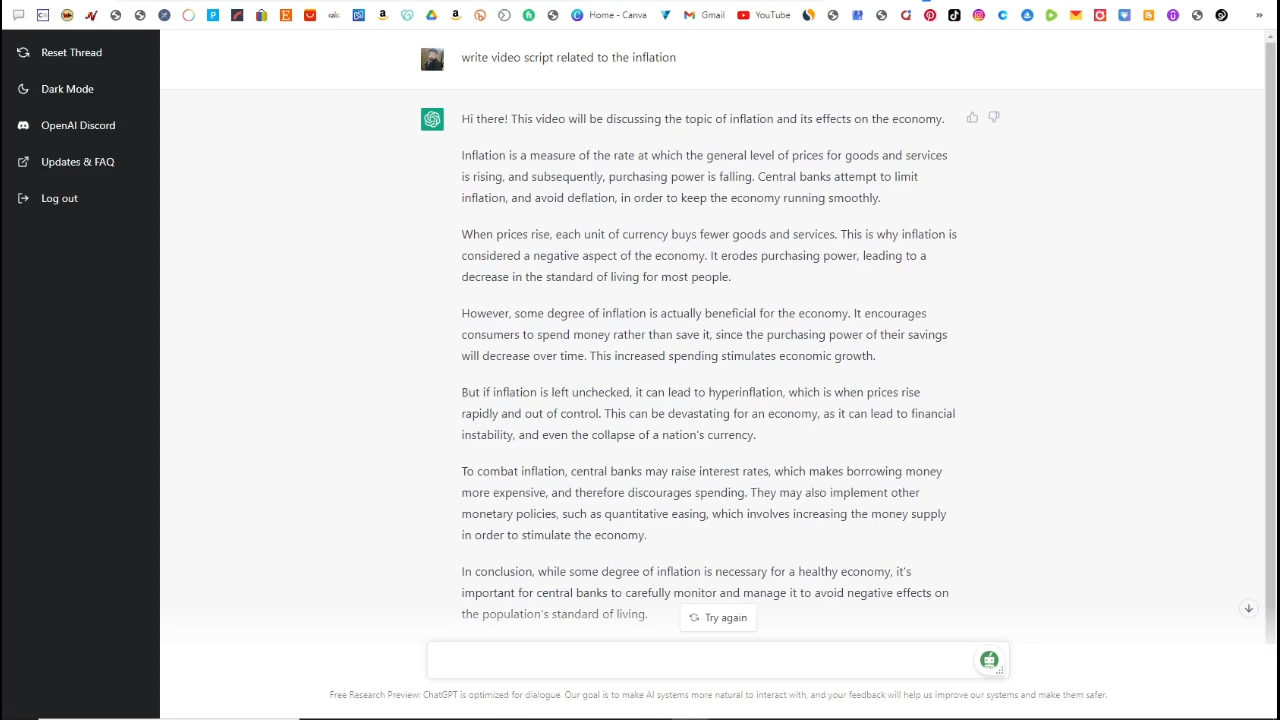 Home - Canva
Gmail
YouTube
Reset Thread
Dark Mode
OpenAI Discord
Updates & FAQ
Log out
write video script related to the inflation
Hi there! This video will be discussing the topic of inflation and its effects on the economy.
Inflation is a measure of the rate at which the general level of prices for goods and services
is rising, and subsequently, purchasing power is falling. Central banks attempt to limit
inflation, and avoid deflation, in order to keep the economy running smoothly.
When prices rise, each unit of currency buys fewer goods and services. This is why inflation is
considered a negative aspect of the economy. It erodes purchasing power, leading to a
decrease in the standard of living for most people.
However, some degree of inflation is actually beneficial for the economy. It encourages
consumers to spend money rather than save it, since the purchasing power of their savings
will decrease over time. This increased spending stimulates economic growth.
But if inflation is left unchecked, it can lead to hyperinflation, which is when prices rise
rapidly and out of control. This can be devastating for an economy, as it can lead to financial
instability, and even the collapse of a nation's currency.
To combat inflation, central banks may raise interest rates, which makes borrowing money
more expensive, and therefore discourages spending. They may also implement other
monetary policies, such as quantitative easing, which involves increasing the money supply
in order to stimulate the economy.
In conclusion, while some degree of inflation is necessary for a healthy economy, it's
important for central banks to carefully monitor and manage it to avoid negative effects on
the population's standard of living.
Try again
Free Research Preview: ChatGPT is optimized for dialogue. Our goal is to make AI systems more natural to interact with, and your feedback will help us improve our systems and make them safer.